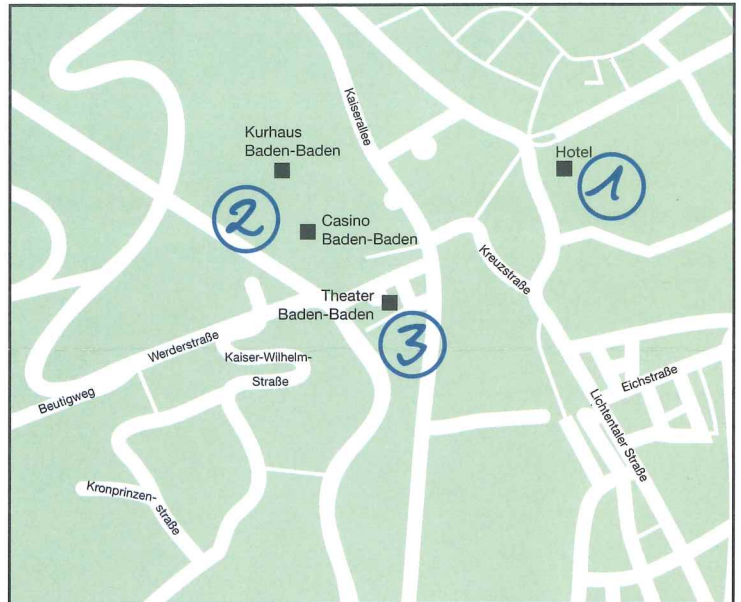 Kaiserallee
Kurhaus
Baden-Baden
Hotel
1
2
Casino
Baden-Baden
Kreuzstraße
Theater
Baden-Baden
3
Werderstraße
Kaiser-Wilhelm-
Straße
Beutigweg
Eichstraße
Lichtentaler Straße
Kronprinzen-
straße